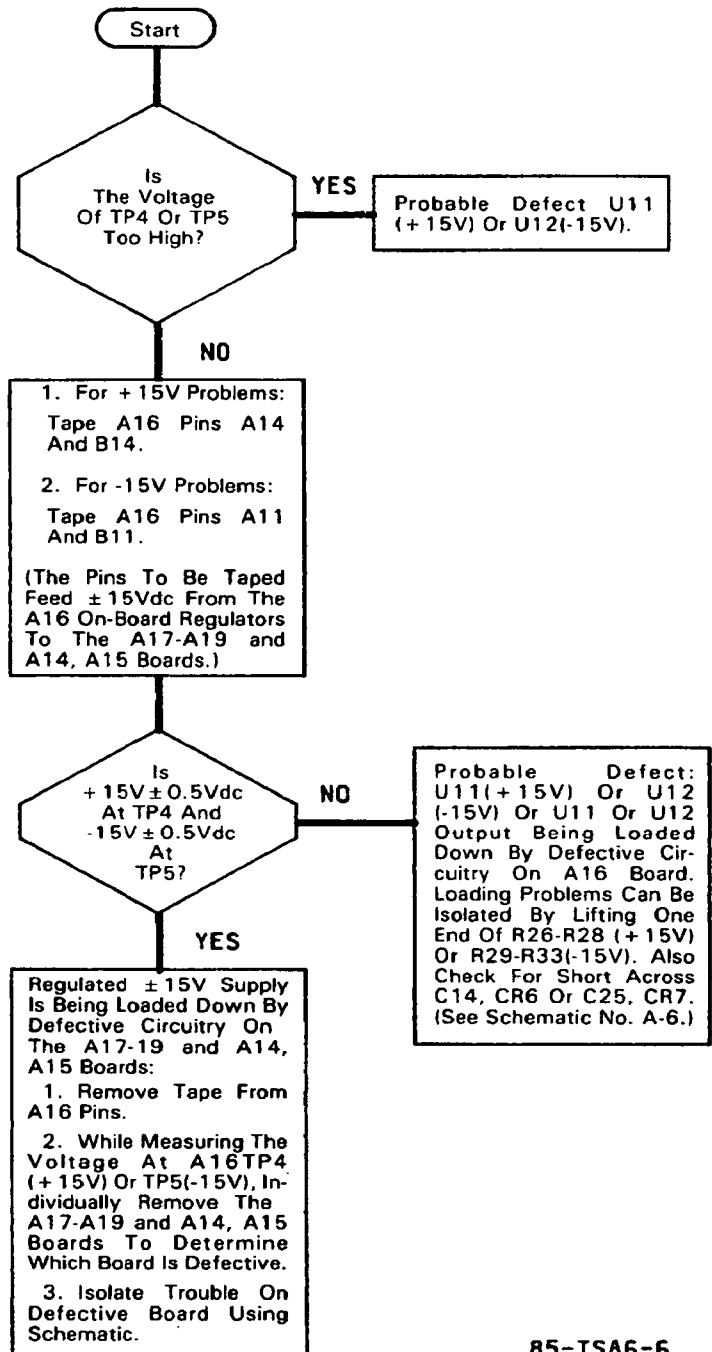 Start
Is
The Voltage
Of TP4 Or TP5
Too High?
YES
Probable Defect U11
(+15V) Or U12(-15V).
NO
1. For +15V Problems:
Tape A16 Pins A14
And B14.
2. For -15V Problems:
Tape A16 Pins A11
And B11.
(The Pins To Be Taped
Feed ±15Vdc From The
A16 On-Board Regulators
To The A17-A19 and
A14, A15 Boards.)
Is
+15V±0.5Vdc
At TP4 And
-15V±0.5Vdc
At
TP5?
NO
Probable Defect:
U11(+15V) Or U12
(-15V) Or U11 Or U12
Output Being Loaded
Down By Defective Cir-
cuitry On A16 Board.
Loading Problems Can Be
Isolated By Lifting One
End Of R26-R28 (+15V)
Or R29-R33(-15V). Also
Check For Short Across
C14, CR6 Or C25, CR7.
(See Schematic No. A-6.)
YES
Regulated ±15V Supply
Is Being Loaded Down By
Defective Circuitry On
The A17-19 and A14,
A15 Boards:
1. Remove Tape From
A16 Pins.
2. While Measuring The
Voltage At A16TP4
(+15V) Or TP5(-15V), In-
dividually Remove The
A17-A19 and A14, A15
Boards To Determine
Which Board Is Defective.
3. Isolate Trouble On
Defective Board Using
Schematic.
85-TSA6-6